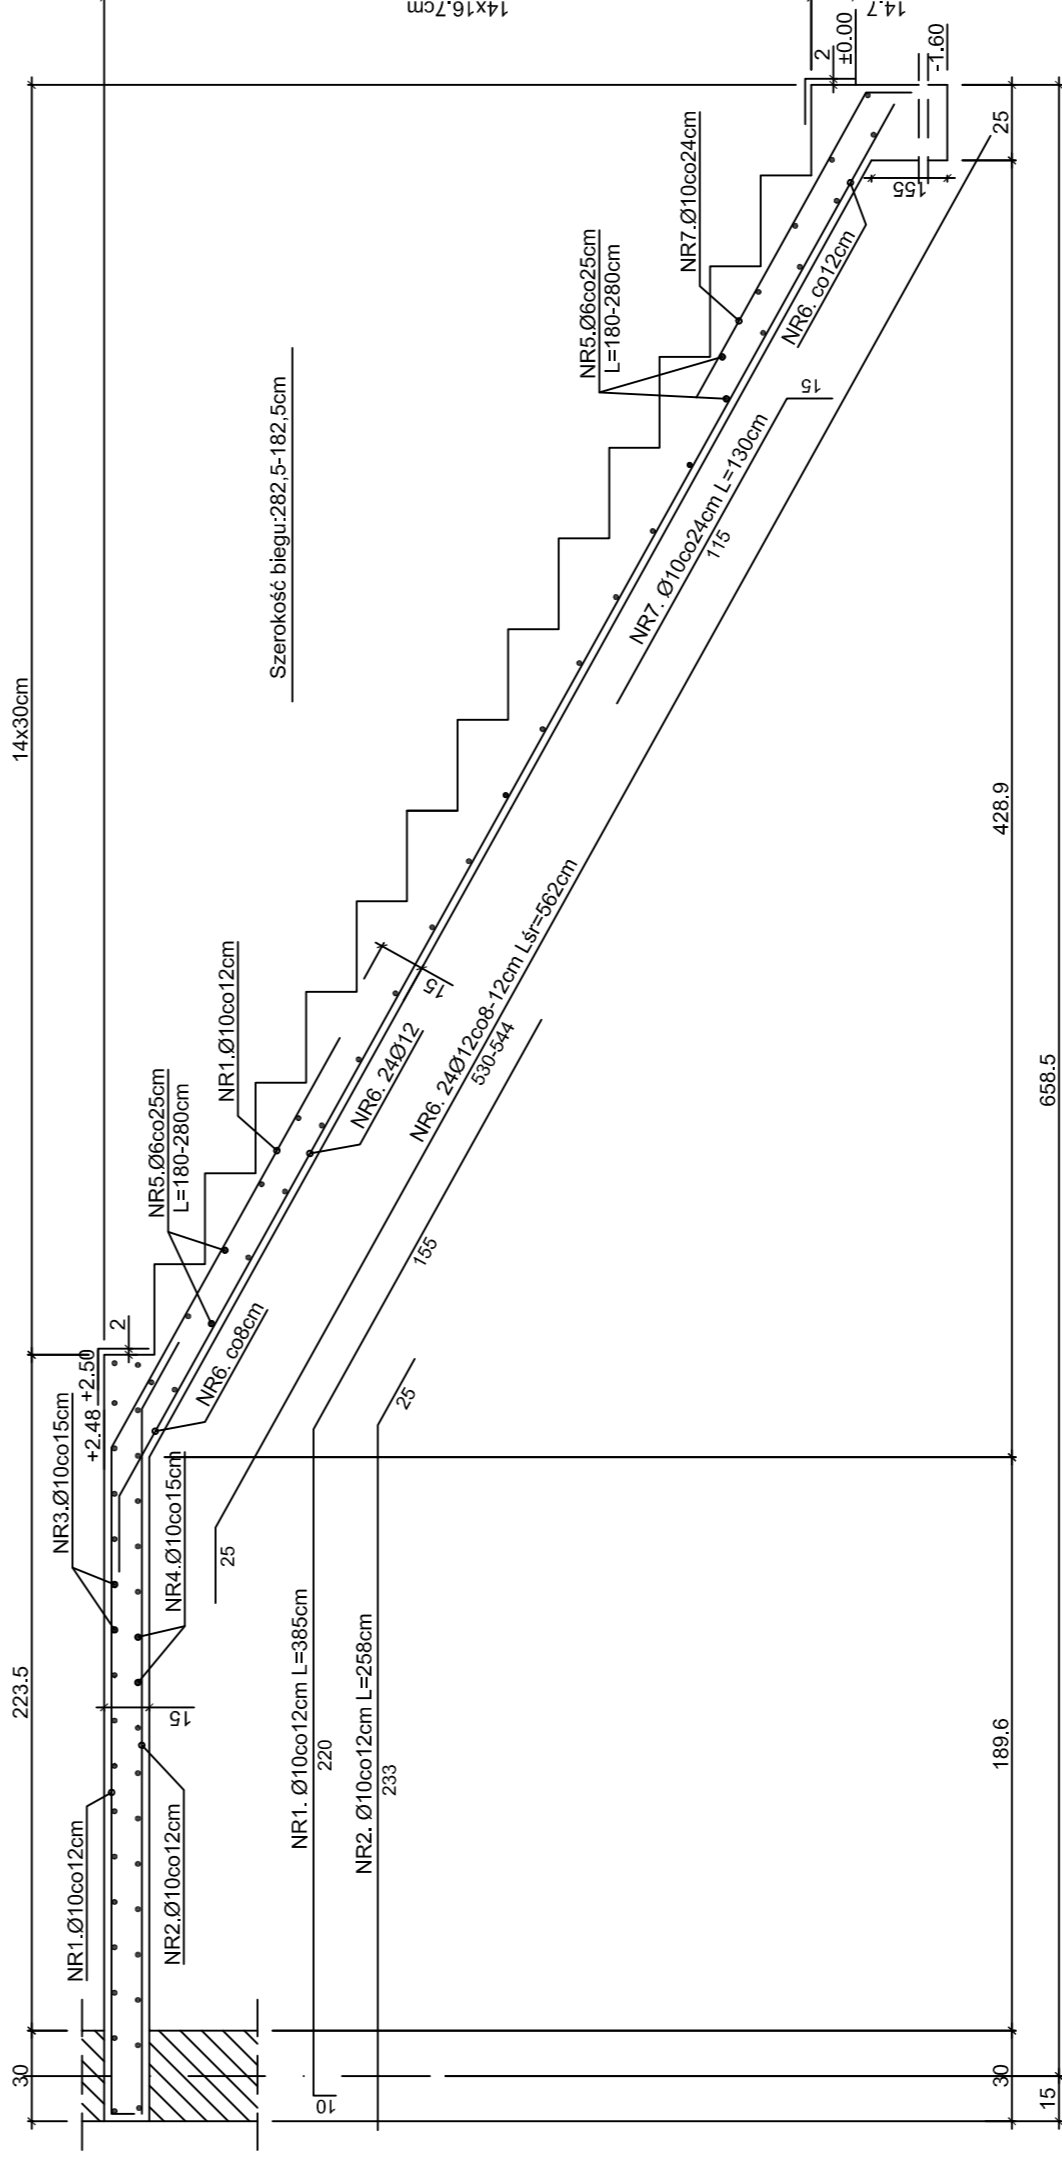 30
223.5
14x30cm
14x16.7cm
14.7
NR1.Ø10co12cm
NR2.Ø10co12cm
15
NR3.Ø10co15cm
NR4.Ø10co15cm
+2.48
+2.50
2
NR5.Ø6co25cm
L=180-280cm
NR1.Ø10co12cm
Szerokość biegu:282,5-182,5cm
NR5.Ø6co25cm
L=180-280cm
NR7.Ø10co24cm
2
±0.00
-1.60
155
NR6. co8cm
NR6. 24Ø12
15
NR6. co12cm
NR7. Ø10co24cm L=130cm
115
15
NR6. 24Ø12co8-12cm Lśr=562cm
530-544
25
NR1. Ø10co12cm L=385cm
220
155
10
NR2. Ø10co12cm L=258cm
233
25
30
189.6
428.9
25
15
658.5